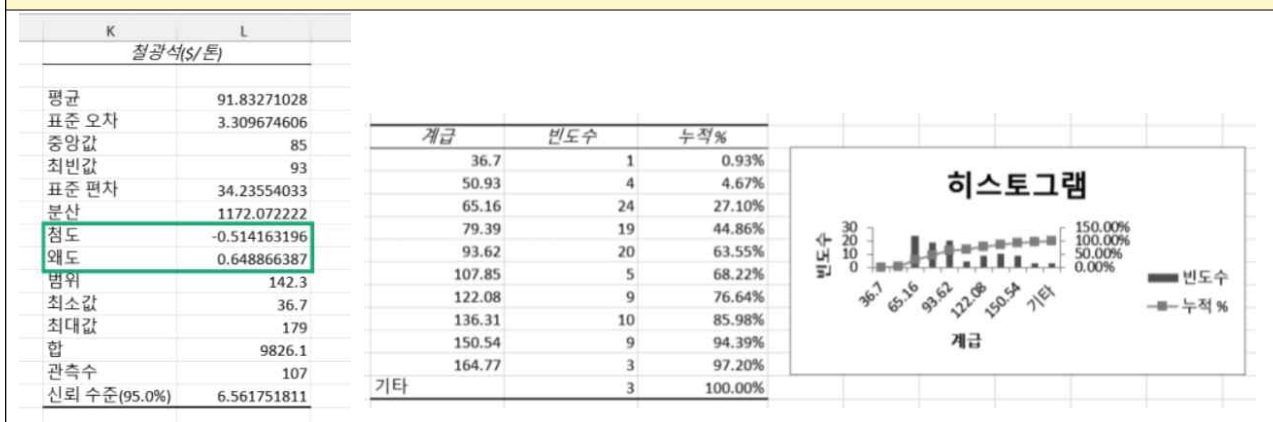 K L
철광석($/톤)
평균 91.83271028
표준 오차 3.309674606
중앙값 85
최빈값 93
표준 편차 34.23554033
분산 1172.072222
첨도 -0.514163196
왜도 0.648866387
범위 142.3
최소값 36.7
최대값 179
합 9826.1
관측수 107
신뢰 수준(95.0%) 6.561751811
계급 빈도수 누적 %
36.7 1 0.93%
50.93 4 4.67%
65.16 24 27.10%
79.39 19 44.86%
93.62 20 63.55%
107.85 5 68.22%
122.08 9 76.64%
136.31 10 85.98%
150.54 9 94.39%
164.77 3 97.20%
기타 3 100.00%
히스토그램
빈도수
30
20
10
0
150.00%
100.00%
50.00%
0.00%
36.7 65.16 93.62 122.08 150.54 기타
계급
빈도수
누적 %